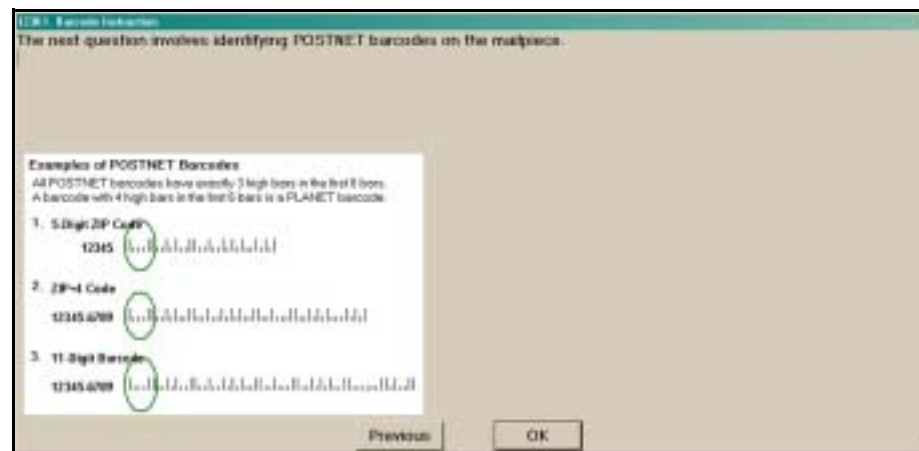 Barcode Instruction
The next question involves identifying POSTNET barcodes on the mailpiece.
Examples of POSTNET Barcodes
All POSTNET barcodes have exactly 3 high bars in the first 6 bars.
A barcode with 4 high bars in the first 6 bars is a PLANET barcode.
1. 5-Digit ZIP Code
12345
2. ZIP+4 Code
12345-6789
3. 11-Digit Barcode
12345-6789
Previous
OK